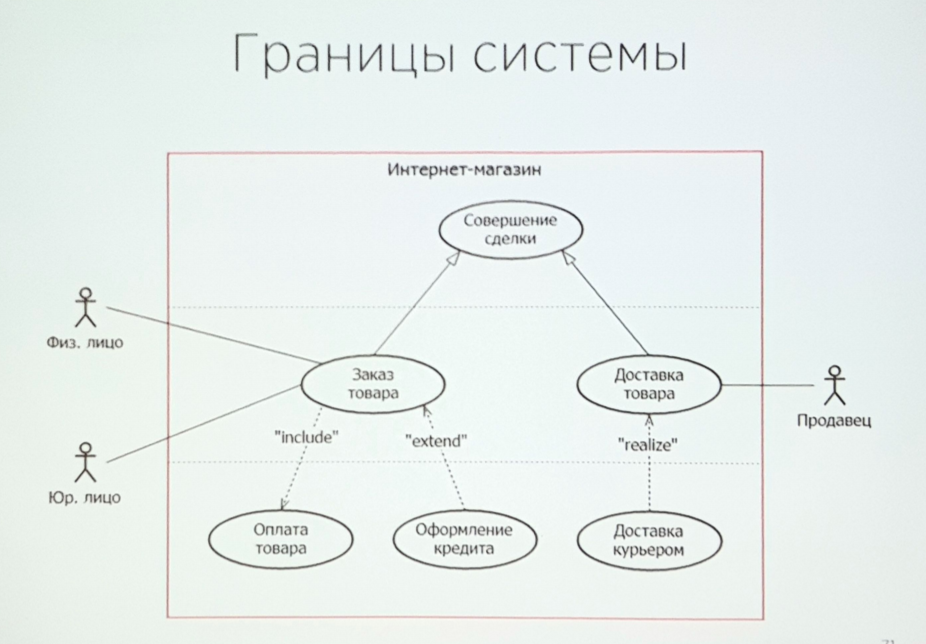 Границы системы
Интернет-магазин
Совершение
сделки
Физ. лицо
Заказ
товара
Доставка
товара
Продавец
"include"
"extend"
"realize"
Юр. лицо
Оплата
товара
Оформление
кредита
Доставка
курьером